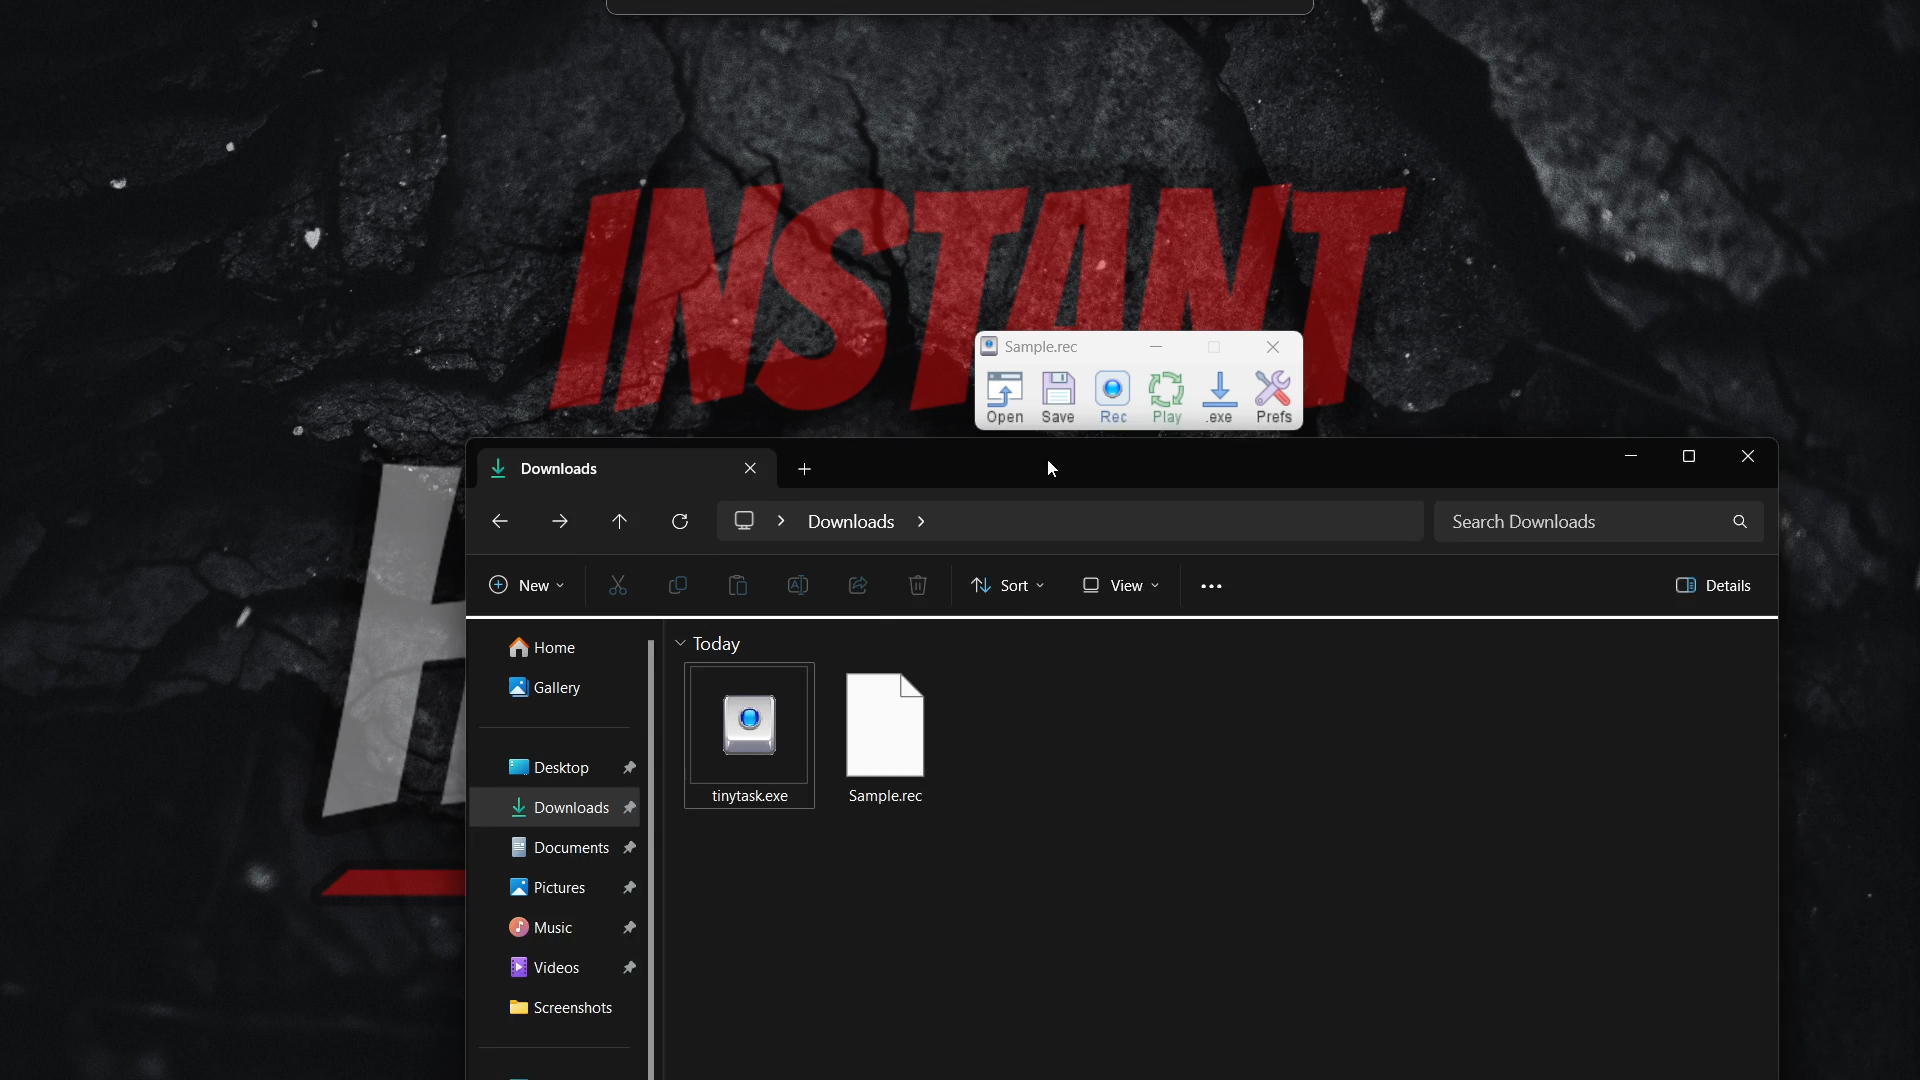 INSTANT
Sample.rec
Open Save Rec Play .exe Prefs
Downloads
Downloads
Search Downloads
New Sort View Details
Home
Gallery
Desktop
Downloads
Documents
Pictures
Music
Videos
Screenshots
Today
tinytask.exe
Sample.rec